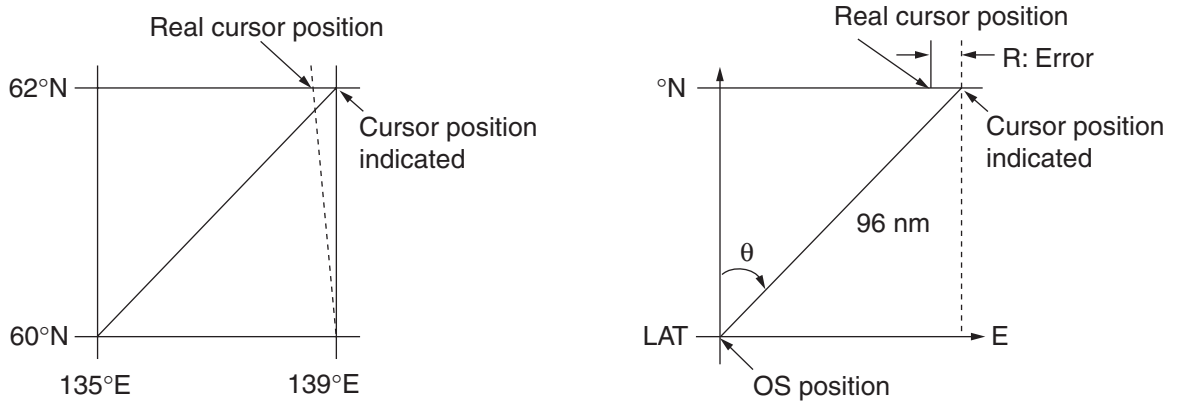 Real cursor position
62°N
Cursor position
indicated
60°N
135°E
139°E
Real cursor position
R: Error
°N
Cursor position
indicated
96 nm
θ
LAT
E
OS position